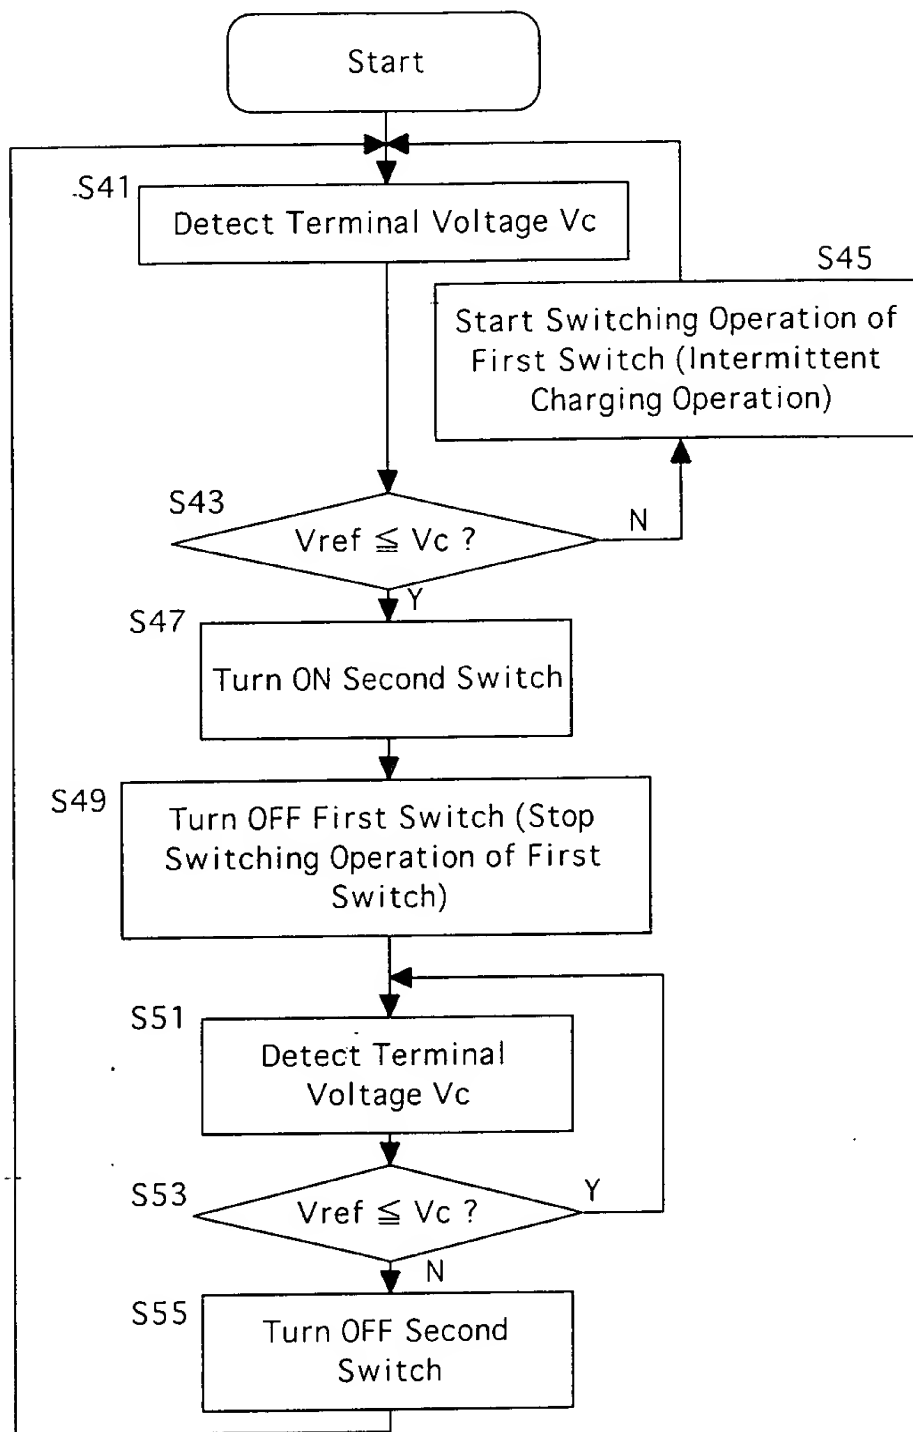 Start
S41
Detect Terminal Voltage Vc
S45
Start Switching Operation of
First Switch (Intermittent
Charging Operation)
S43
Vref ≦ Vc ?
N
Y
S47
Turn ON Second Switch
S49
Turn OFF First Switch (Stop
Switching Operation of First
Switch)
S51
Detect Terminal
Voltage Vc
S53
Vref ≦ Vc ?
Y
N
S55
Turn OFF Second
Switch